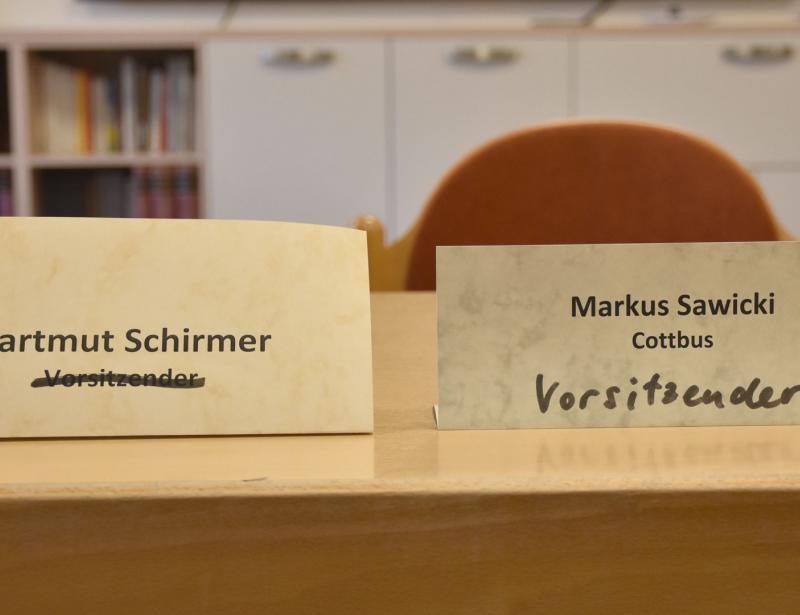 artmut Schirmer
Vorsitzender
Markus Sawicki
Cottbus
Vorsitzender